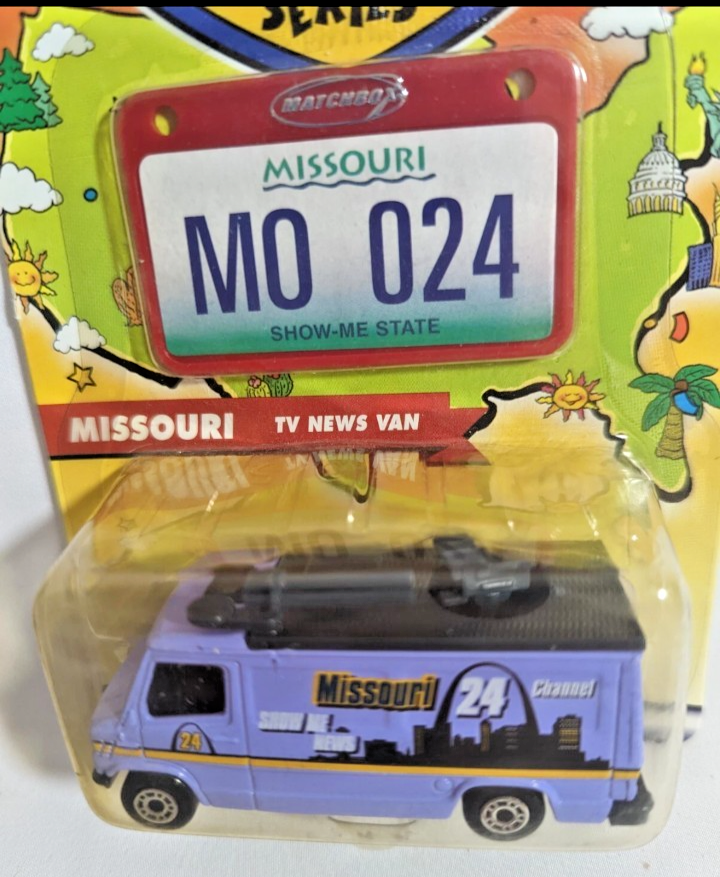 SERIES
MATCHBOX
MISSOURI
MO 024
SHOW-ME STATE
MISSOURI TV NEWS VAN
Missouri 24 Channel
SHOW ME
NEWS
24